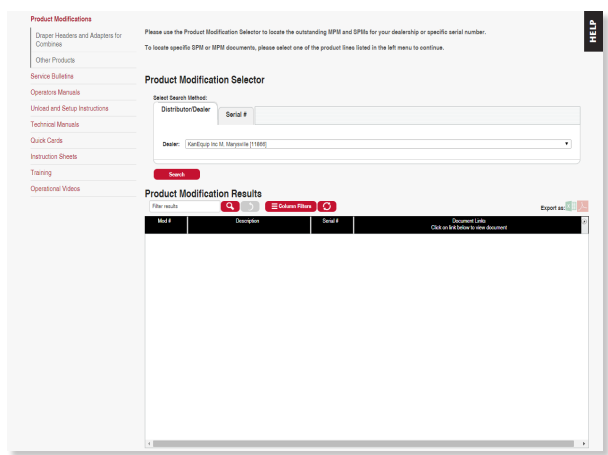 Product Modifications
Draper Headers and Adapters for
Combines
Other Products
Service Bulletins
Operators Manuals
Unload and Setup Instructions
Technical Manuals
Quick Cards
Instruction Sheets
Training
Operational Videos
HELP
Please use the Product Modification Selector to locate the outstanding MPM and SPMs for your dealership or specific serial number.
To locate specific SPM or MPM documents, please select one of the product lines listed in the left menu to continue.
Product Modification Selector
Select Search Method:
Distributor/Dealer
Serial #
Dealer: KanEquip Inc M. Marysville [11866]
Search
Product Modification Results
Filter results
Column Filters
Export as:
Mod # Description Serial # Document Links
Click on link below to view document